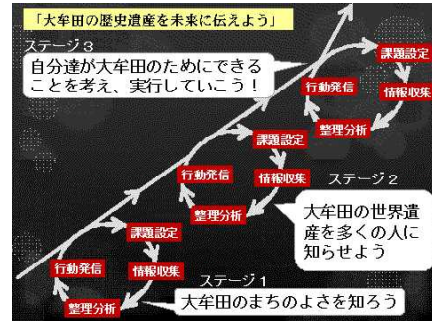 「大牟田の歴史遺産を未来に伝えよう」
ステージ3
自分達が大牟田のためにできる
ことを考え、実行していこう！
課題設定
情報収集
整理分析
行動発信
ステージ2
大牟田の世界遺
産を多くの人に
知らせよう
課題設定
情報収集
整理分析
行動発信
ステージ1
大牟田のまちのよさを知ろう
課題設定
情報収集
整理分析
行動発信